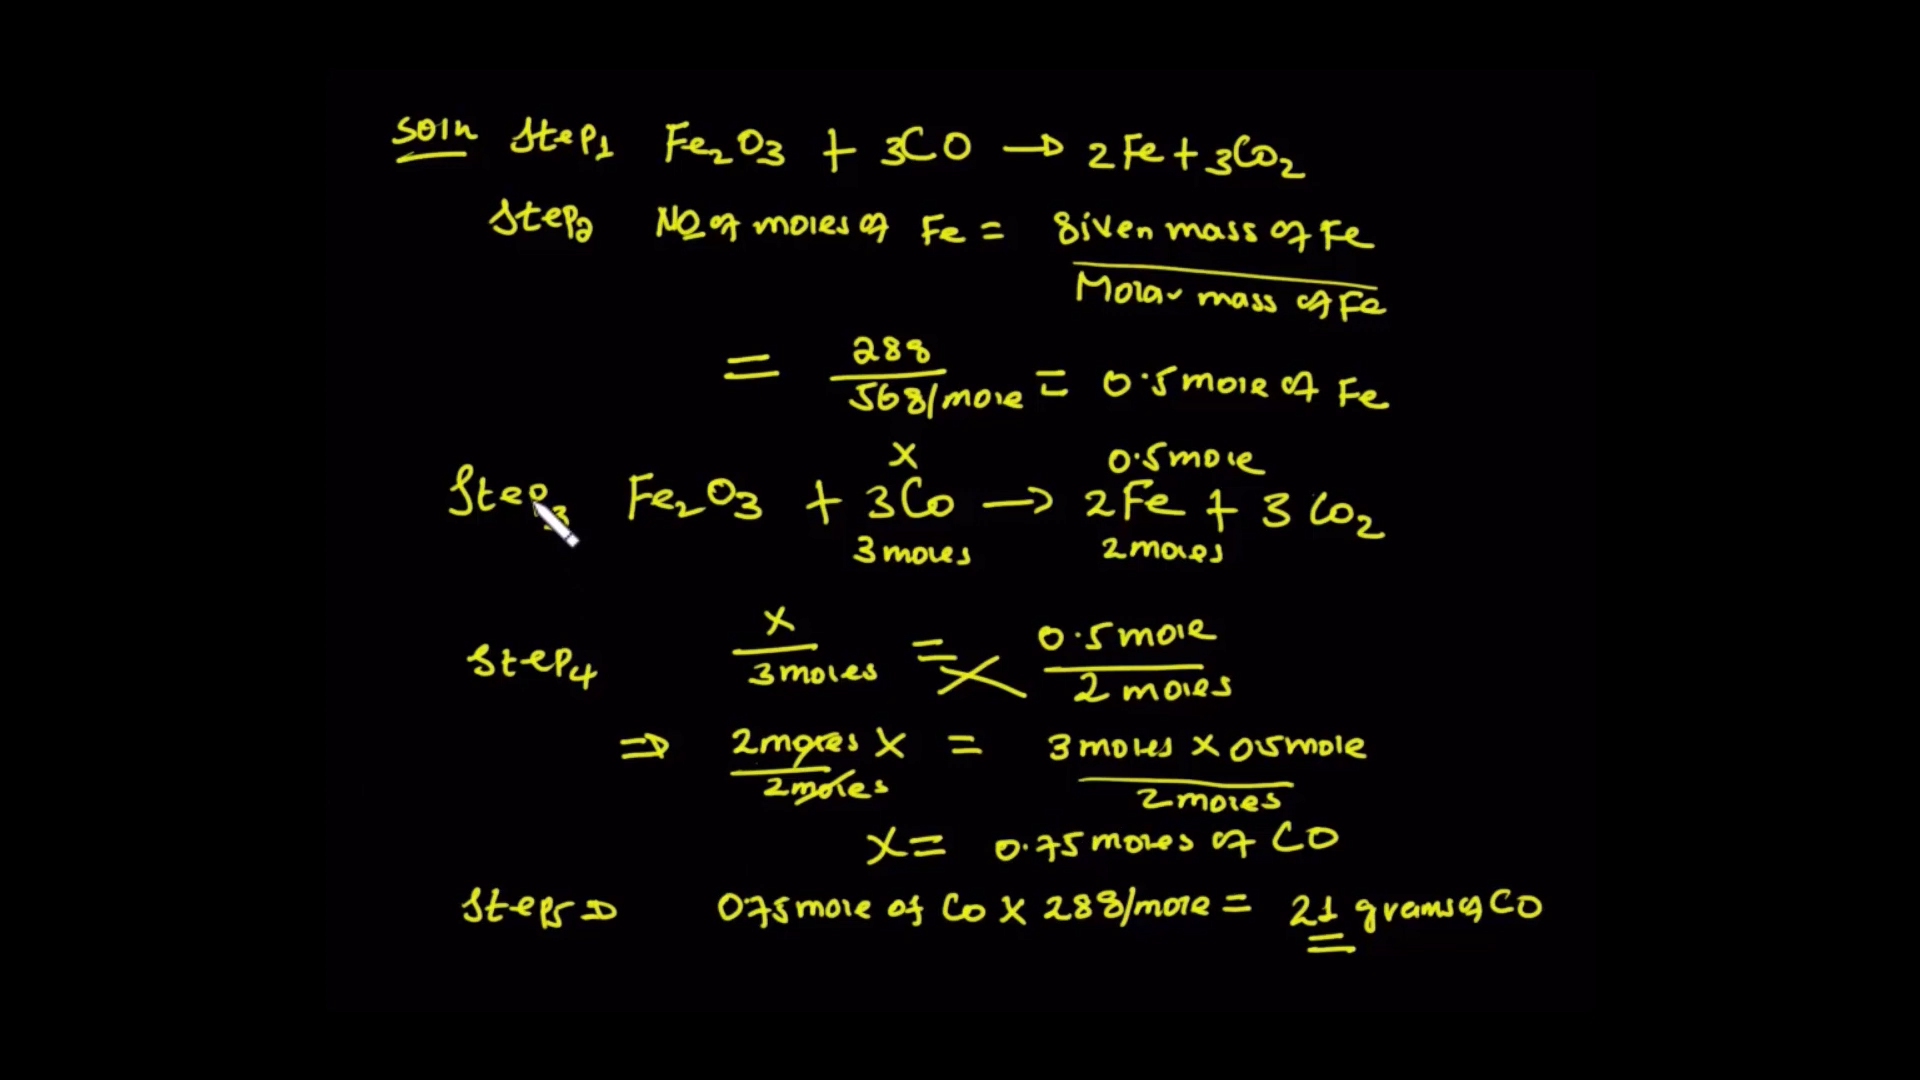 Soln Step1 Fe2O3 + 3CO → 2Fe + 3CO2
Step2 No of moles of Fe = Given mass of Fe
Molar mass of Fe
= 28g / 56g/mole = 0.5 mole of Fe
x 0.5 mole
Step3 Fe2O3 + 3CO → 2Fe + 3CO2
3 moles 2 moles
Step4 x / 3 moles = 0.5 mole / 2 moles
⇒ 2 moles x / 2 moles = 3 moles x 0.5 mole / 2 moles
x = 0.75 moles of CO
Step5 ⇒ 0.75 mole of CO x 28g/mole = 21 grams of CO